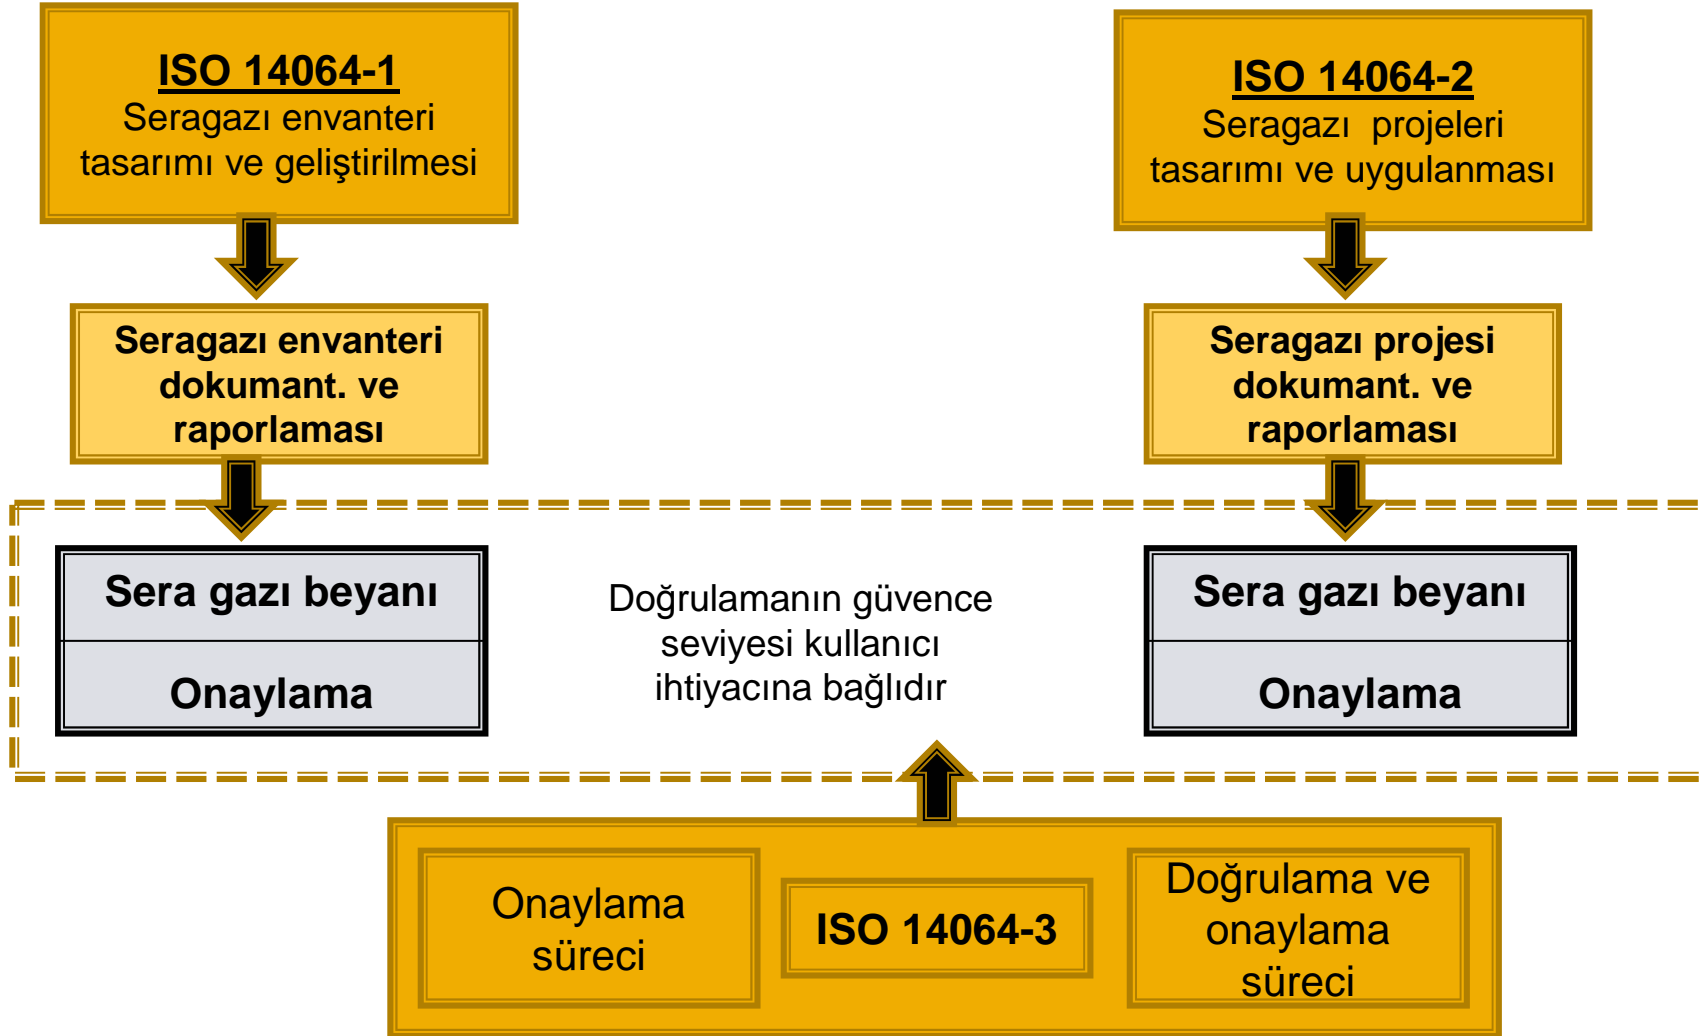 ISO 14064-1
Seragazı envanteri
tasarımı ve geliştirilmesi
ISO 14064-2
Seragazı projeleri
tasarımı ve uygulanması
Seragazı envanteri
dokumant. ve
raporlaması
Seragazı projesi
dokumant. ve
raporlaması
Sera gazı beyanı
Onaylama
Doğrulamanın güvence
seviyesi kullanıcı
ihtiyacına bağlıdır
Sera gazı beyanı
Onaylama
Onaylama
süreci
ISO 14064-3
Doğrulama ve
onaylama
süreci